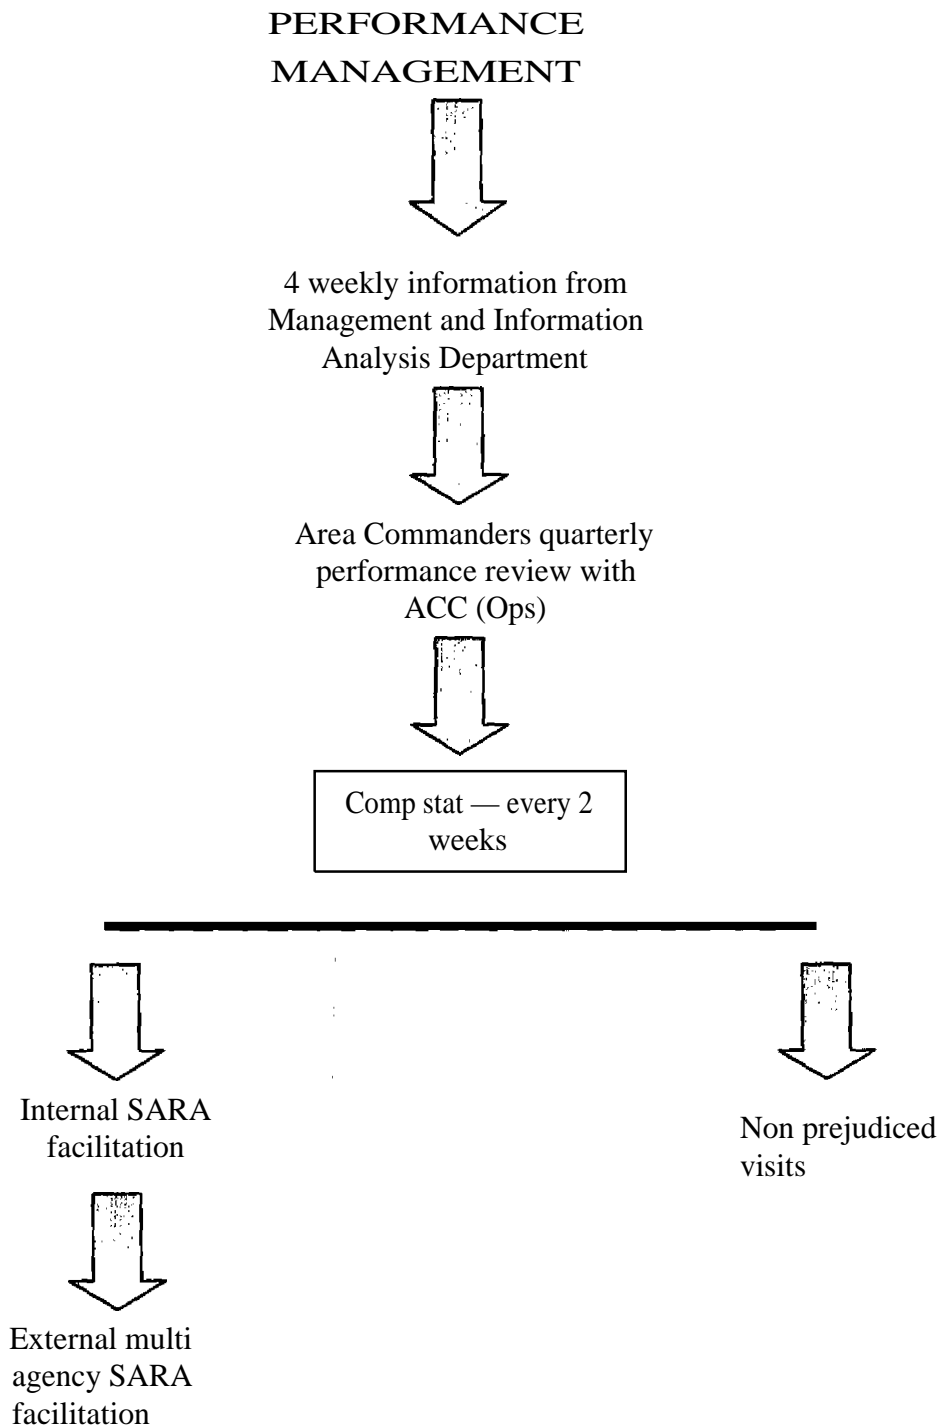 PERFORMANCE
MANAGEMENT
4 weekly information from
Management and Information
Analysis Department
Area Commanders quarterly
performance review with
ACC (Ops)
Comp stat — every 2
weeks
Internal SARA
facilitation
Non prejudiced
visits
External multi
agency SARA
facilitation